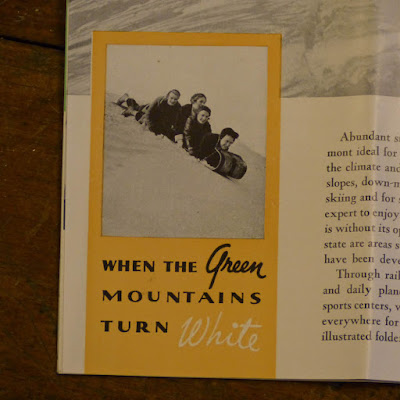 WHEN THE Green
MOUNTAINS
TURN White
Abundant
mont ideal for
the climate and
slopes, down-m
skiing and for s
expert to enjoy
is without its op
state are areas s
have been deve
Through rail
and daily plan
sports centers, v
everywhere for
illustrated folde